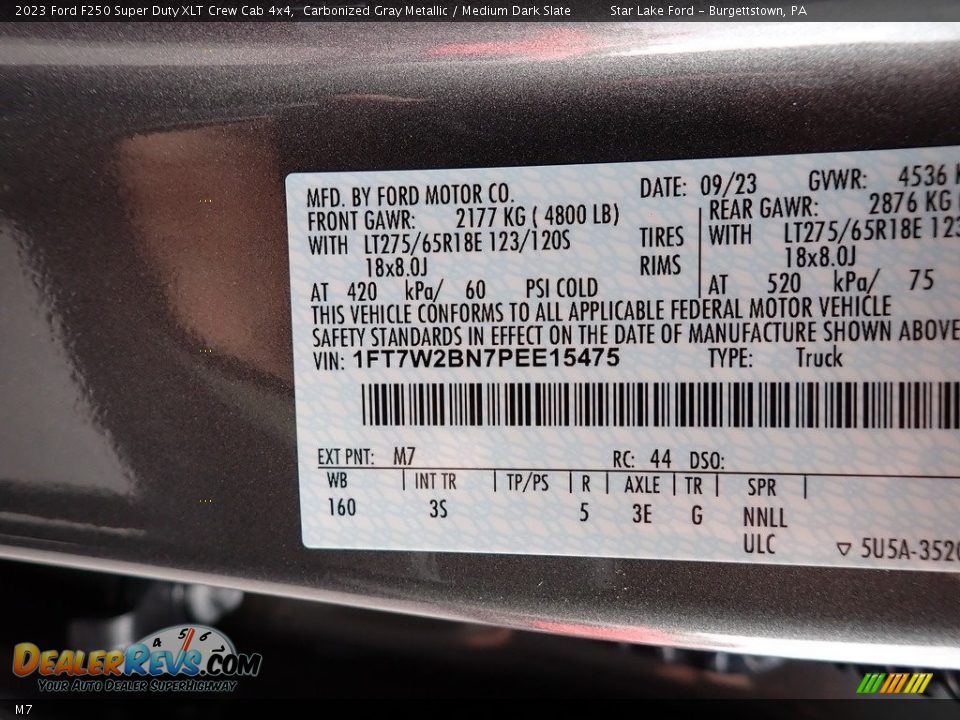 2023 Ford F250 Super Duty XLT Crew Cab 4x4, Carbonized Gray Metallic / Medium Dark Slate Star Lake Ford - Burgettstown, PA
MFD. BY FORD MOTOR CO. DATE: 09/23 GVWR: 4536
FRONT GAWR: 2177 KG ( 4800 LB) REAR GAWR: 2876 KG
WITH LT275/65R18E 123/120S TIRES WITH LT275/65R18E 123
18x8.0J RIMS 18x8.0J
AT 420 kPa/ 60 PSI COLD AT 520 kPa/ 75
THIS VEHICLE CONFORMS TO ALL APPLICABLE FEDERAL MOTOR VEHICLE
SAFETY STANDARDS IN EFFECT ON THE DATE OF MANUFACTURE SHOWN ABOVE
VIN: 1FT7W2BN7PEE15475 TYPE: Truck
EXT PNT: M7 RC: 44 DSO:
WB INT TR TP/PS R AXLE TR SPR
160 3S 5 3E G NNLL
ULC ▽ 5U5A-3520
4 5 6
DEALERREVS.COM
YOUR AUTO DEALER SUPERHIGHWAY
M7